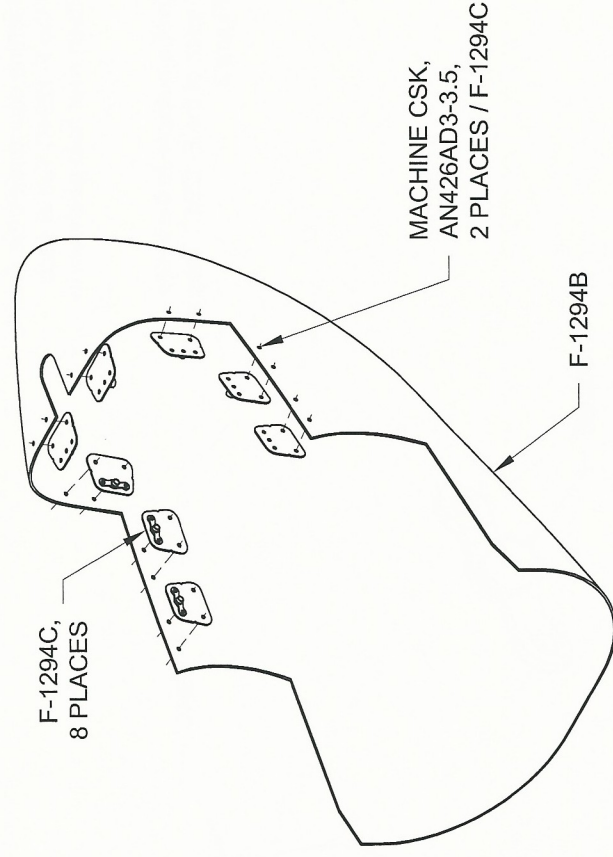 F-1294C,
8 PLACES
MACHINE CSK,
AN426AD3-3.5,
2 PLACES / F-1294C
F-1294B